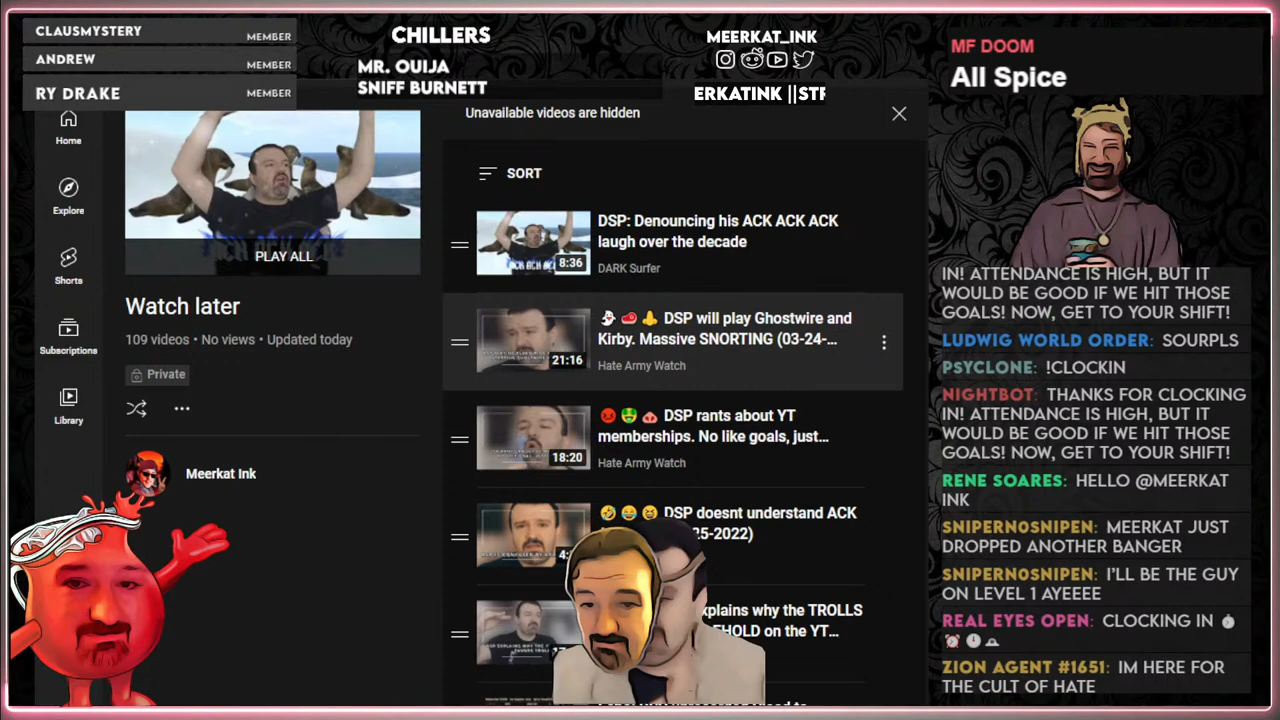 CLAUSMYSTERY MEMBER
ANDREW MEMBER
RY DRAKE MEMBER
CHILLERS
MR. OUIJA
SNIFF BURNETT
MEERKAT_INK
ERKATINK ||
MF DOOM
All Spice
Home
Explore
Shorts
Subscriptions
Library
PLAY ALL
Watch later
109 videos • No views • Updated today
Private
Meerkat Ink
Unavailable videos are hidden
SORT
8:36
DSP: Denouncing his ACK ACK ACK
laugh over the decade
DARK Surfer
21:16
👻 🥩 👃 DSP will play Ghostwire and
Kirby. Massive SNORTING (03-24-...
Hate Army Watch
18:20
😡 🤑 🐽 DSP rants about YT
memberships. No like goals, just...
Hate Army Watch
🤣 😂 😆 DSP doesnt understand ACK
25-2022)
explains why the TROLLS
EHOLD on the YT...
IN! ATTENDANCE IS HIGH, BUT IT
WOULD BE GOOD IF WE HIT THOSE
GOALS! NOW, GET TO YOUR SHIFT!
LUDWIG WORLD ORDER: SOURPLS
PSYCLONE: !CLOCKIN
NIGHTBOT: THANKS FOR CLOCKING
IN! ATTENDANCE IS HIGH, BUT IT
WOULD BE GOOD IF WE HIT THOSE
GOALS! NOW, GET TO YOUR SHIFT!
RENE SOARES: HELLO @MEERKAT
INK
SNIPERN0SNIPEN: MEERKAT JUST
DROPPED ANOTHER BANGER
SNIPERN0SNIPEN: I'LL BE THE GUY
ON LEVEL 1 AYEEEE
REAL EYES OPEN: CLOCKING IN ⏱
⏰ 🕛 🕰
ZION AGENT #1651: IM HERE FOR
THE CULT OF HATE